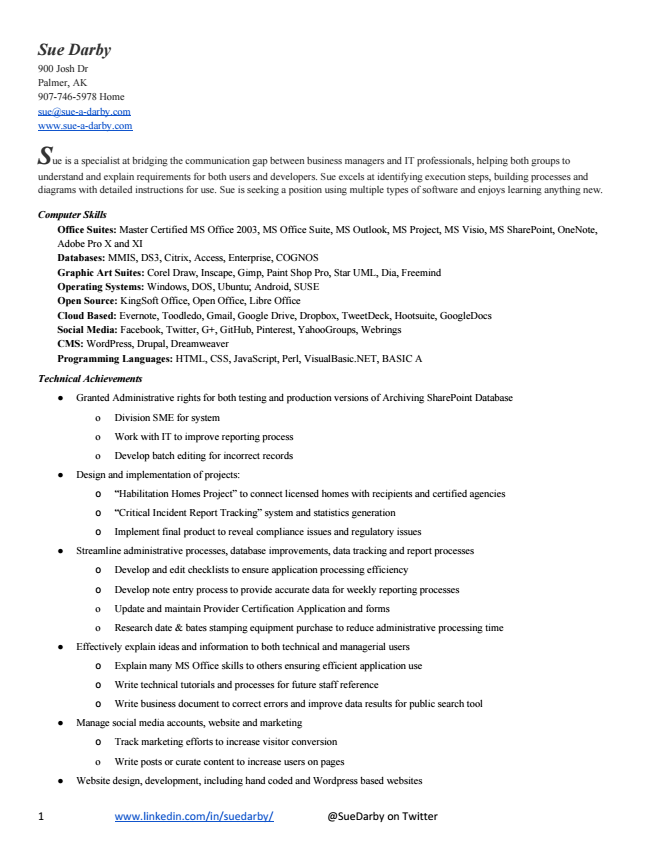 Sue Darby
900 Josh Dr
Palmer, AK
907-746-5978 Home
sue@sue-a-darby.com
www.sue-a-darby.com
Sue is a specialist at bridging the communication gap between business managers and IT professionals, helping both groups to
understand and explain requirements for both users and developers. Sue excels at identifying execution steps, building processes and
diagrams with detailed instructions for use. Sue is seeking a position using multiple types of software and enjoys learning anything new.
Computer Skills
Office Suites: Master Certified MS Office 2003, MS Office Suite, MS Outlook, MS Project, MS Visio, MS SharePoint, OneNote,
Adobe Pro X and XI
Databases: MMIS, DS3, Citrix, Access, Enterprise, COGNOS
Graphic Art Suites: Corel Draw, Inscape, Gimp, Paint Shop Pro, Star UML, Dia, Freemind
Operating Systems: Windows, DOS, Ubuntu; Android, SUSE
Open Source: KingSoft Office, Open Office, Libre Office
Cloud Based: Evernote, Toodledo, Gmail, Google Drive, Dropbox, TweetDeck, Hootsuite, GoogleDocs
Social Media: Facebook, Twitter, G+, GitHub, Pinterest, YahooGroups, Webrings
CMS: WordPress, Drupal, Dreamweaver
Programming Languages: HTML, CSS, JavaScript, Perl, VisualBasic.NET, BASIC A
Technical Achievements
● Granted Administrative rights for both testing and production versions of Archiving SharePoint Database
o Division SME for system
o Work with IT to improve reporting process
o Develop batch editing for incorrect records
● Design and implementation of projects:
o “Habilitation Homes Project” to connect licensed homes with recipients and certified agencies
o “Critical Incident Report Tracking” system and statistics generation
o Implement final product to reveal compliance issues and regulatory issues
● Streamline administrative processes, database improvements, data tracking and report processes
o Develop and edit checklists to ensure application processing efficiency
o Develop note entry process to provide accurate data for weekly reporting processes
o Update and maintain Provider Certification Application and forms
o Research date & bates stamping equipment purchase to reduce administrative processing time
● Effectively explain ideas and information to both technical and managerial users
o Explain many MS Office skills to others ensuring efficient application use
o Write technical tutorials and processes for future staff reference
o Write business document to correct errors and improve data results for public search tool
● Manage social media accounts, website and marketing
o Track marketing efforts to increase visitor conversion
o Write posts or curate content to increase users on pages
● Website design, development, including hand coded and Wordpress based websites
1 www.linkedin.com/in/suedarby/ @SueDarby on Twitter